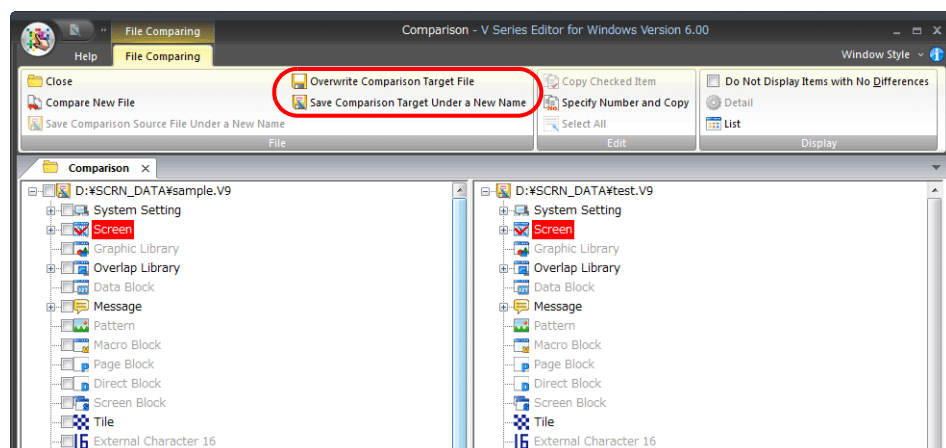 File Comparing
Comparison - V Series Editor for Windows Version 6.00
Help
File Comparing
Window Style
Close
Compare New File
Save Comparison Source File Under a New Name
Overwrite Comparison Target File
Save Comparison Target Under a New Name
File
Copy Checked Item
Specify Number and Copy
Select All
Edit
Do Not Display Items with No Differences
Detail
List
Display
Comparison x
D:¥SCRN_DATA¥sample.V9
System Setting
Screen
Graphic Library
Overlap Library
Data Block
Message
Pattern
Macro Block
Page Block
Direct Block
Screen Block
Tile
External Character 16
D:¥SCRN_DATA¥test.V9
System Setting
Screen
Graphic Library
Overlap Library
Data Block
Message
Pattern
Macro Block
Page Block
Direct Block
Screen Block
Tile
External Character 16